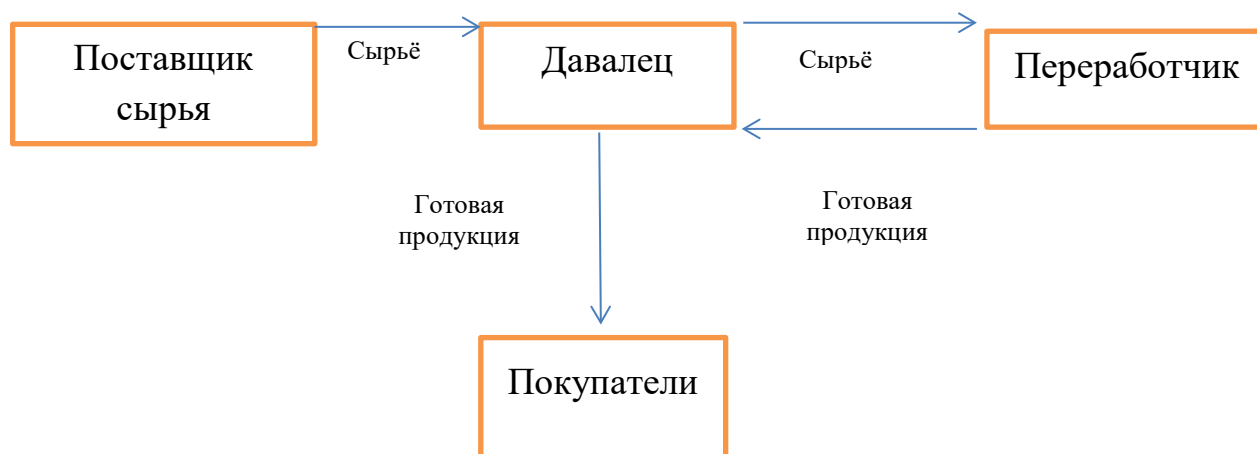 Поставщик
сырья
Сырьё
Давалец
Сырьё
Переработчик
Готовая
продукция
Готовая
продукция
Покупатели